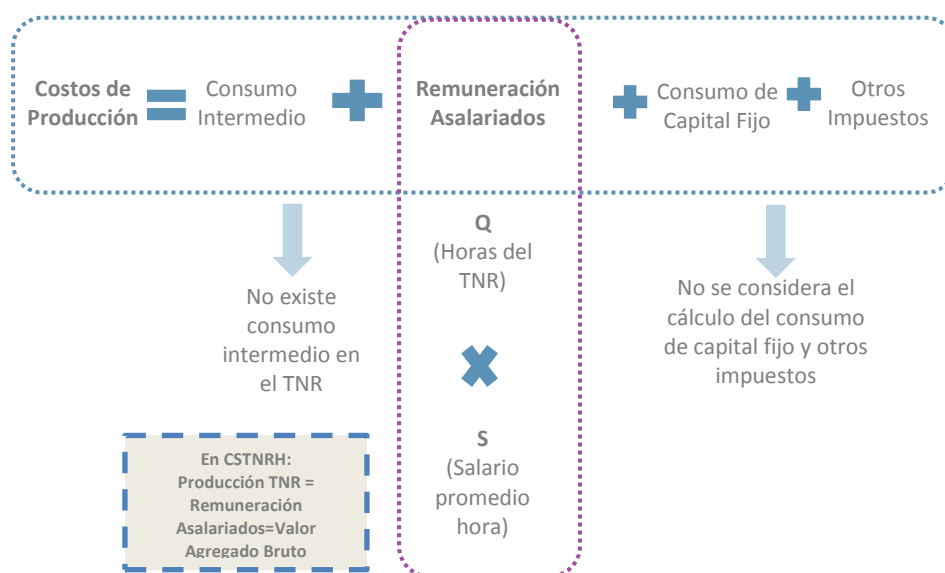 Costos de
Producción
Consumo
Intermedio
Remuneración
Asalariados
Consumo de
Capital Fijo
Otros
Impuestos
No existe
consumo
intermedio en
el TNR
Q
(Horas del
TNR)
S
(Salario
promedio
hora)
No se considera el
cálculo del consumo
de capital fijo y otros
impuestos
En CSTNRH:
Producción TNR =
Remuneración
Asalariados=Valor
Agregado Bruto